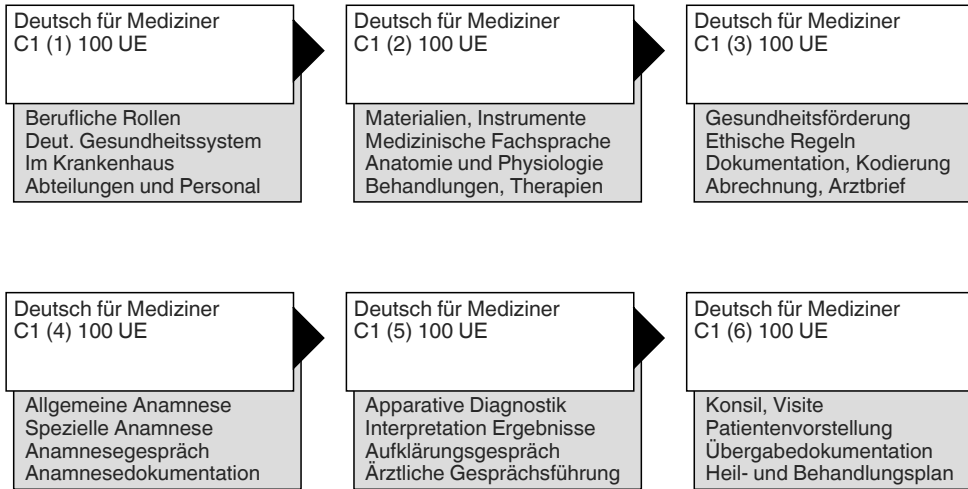 Deutsch für Mediziner
C1 (1) 100 UE
Berufliche Rollen
Deut. Gesundheitssystem
Im Krankenhaus
Abteilungen und Personal
Deutsch für Mediziner
C1 (2) 100 UE
Materialien, Instrumente
Medizinische Fachsprache
Anatomie und Physiologie
Behandlungen, Therapien
Deutsch für Mediziner
C1 (3) 100 UE
Gesundheitsförderung
Ethische Regeln
Dokumentation, Kodierung
Abrechnung, Arztbrief
Deutsch für Mediziner
C1 (4) 100 UE
Allgemeine Anamnese
Spezielle Anamnese
Anamnesegespräch
Anamnesedokumentation
Deutsch für Mediziner
C1 (5) 100 UE
Apparative Diagnostik
Interpretation Ergebnisse
Aufklärungsgespräch
Ärztliche Gesprächsführung
Deutsch für Mediziner
C1 (6) 100 UE
Konsil, Visite
Patientenvorstellung
Übergabedokumentation
Heil- und Behandlungsplan